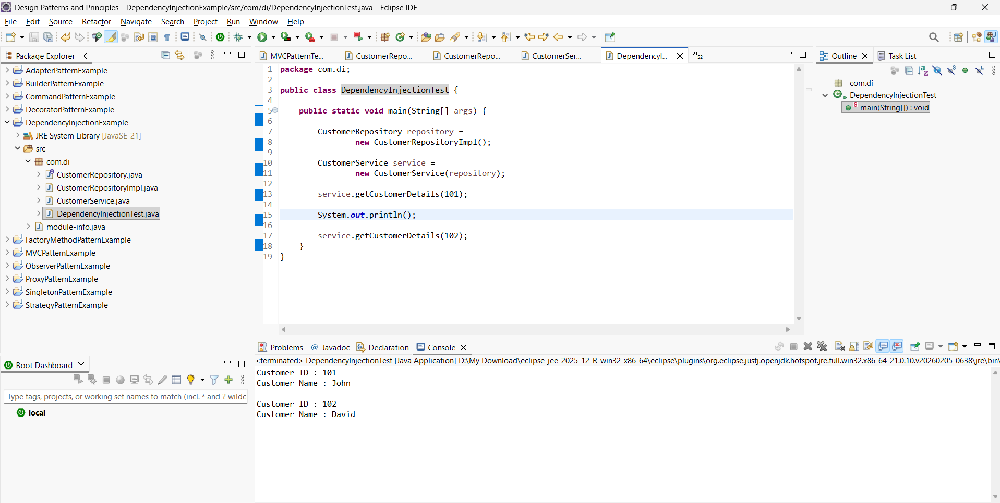 Design Patterns and Principles - DependencyInjectionExample/src/com/di/DependencyInjectionTest.java - Eclipse IDE
File Edit Source Refactor Navigate Search Project Run Window Help
Package Explorer
AdapterPatternExample
BuilderPatternExample
CommandPatternExample
DecoratorPatternExample
DependencyInjectionExample
JRE System Library [JavaSE-21]
src
com.di
CustomerRepository.java
CustomerRepositoryImpl.java
CustomerService.java
DependencyInjectionTest.java
module-info.java
FactoryMethodPatternExample
MVCPatternExample
ObserverPatternExample
ProxyPatternExample
SingletonPatternExample
StrategyPatternExample
Boot Dashboard
Type tags, projects, or working set names to match (incl. * and ? wildc
local
MVCPatternTe... CustomerRepo... CustomerRepo... CustomerSer... DependencyI... »52
1 package com.di;
2
3 public class DependencyInjectionTest {
4
5 public static void main(String[] args) {
6
7 CustomerRepository repository =
8 new CustomerRepositoryImpl();
9
10 CustomerService service =
11 new CustomerService(repository);
12
13 service.getCustomerDetails(101);
14
15 System.out.println();
16
17 service.getCustomerDetails(102);
18 }
19 }
Outline Task List
com.di
DependencyInjectionTest
main(String[]) : void
Problems Javadoc Declaration Console
<terminated> DependencyInjectionTest [Java Application] D:\My Download\eclipse-jee-2025-12-R-win32-x86_64\eclipse\plugins\org.eclipse.justj.openjdk.hotspot.jre.full.win32.x86_64_21.0.10.v20260205-0638\jre\bin\
Customer ID : 101
Customer Name : John
Customer ID : 102
Customer Name : David